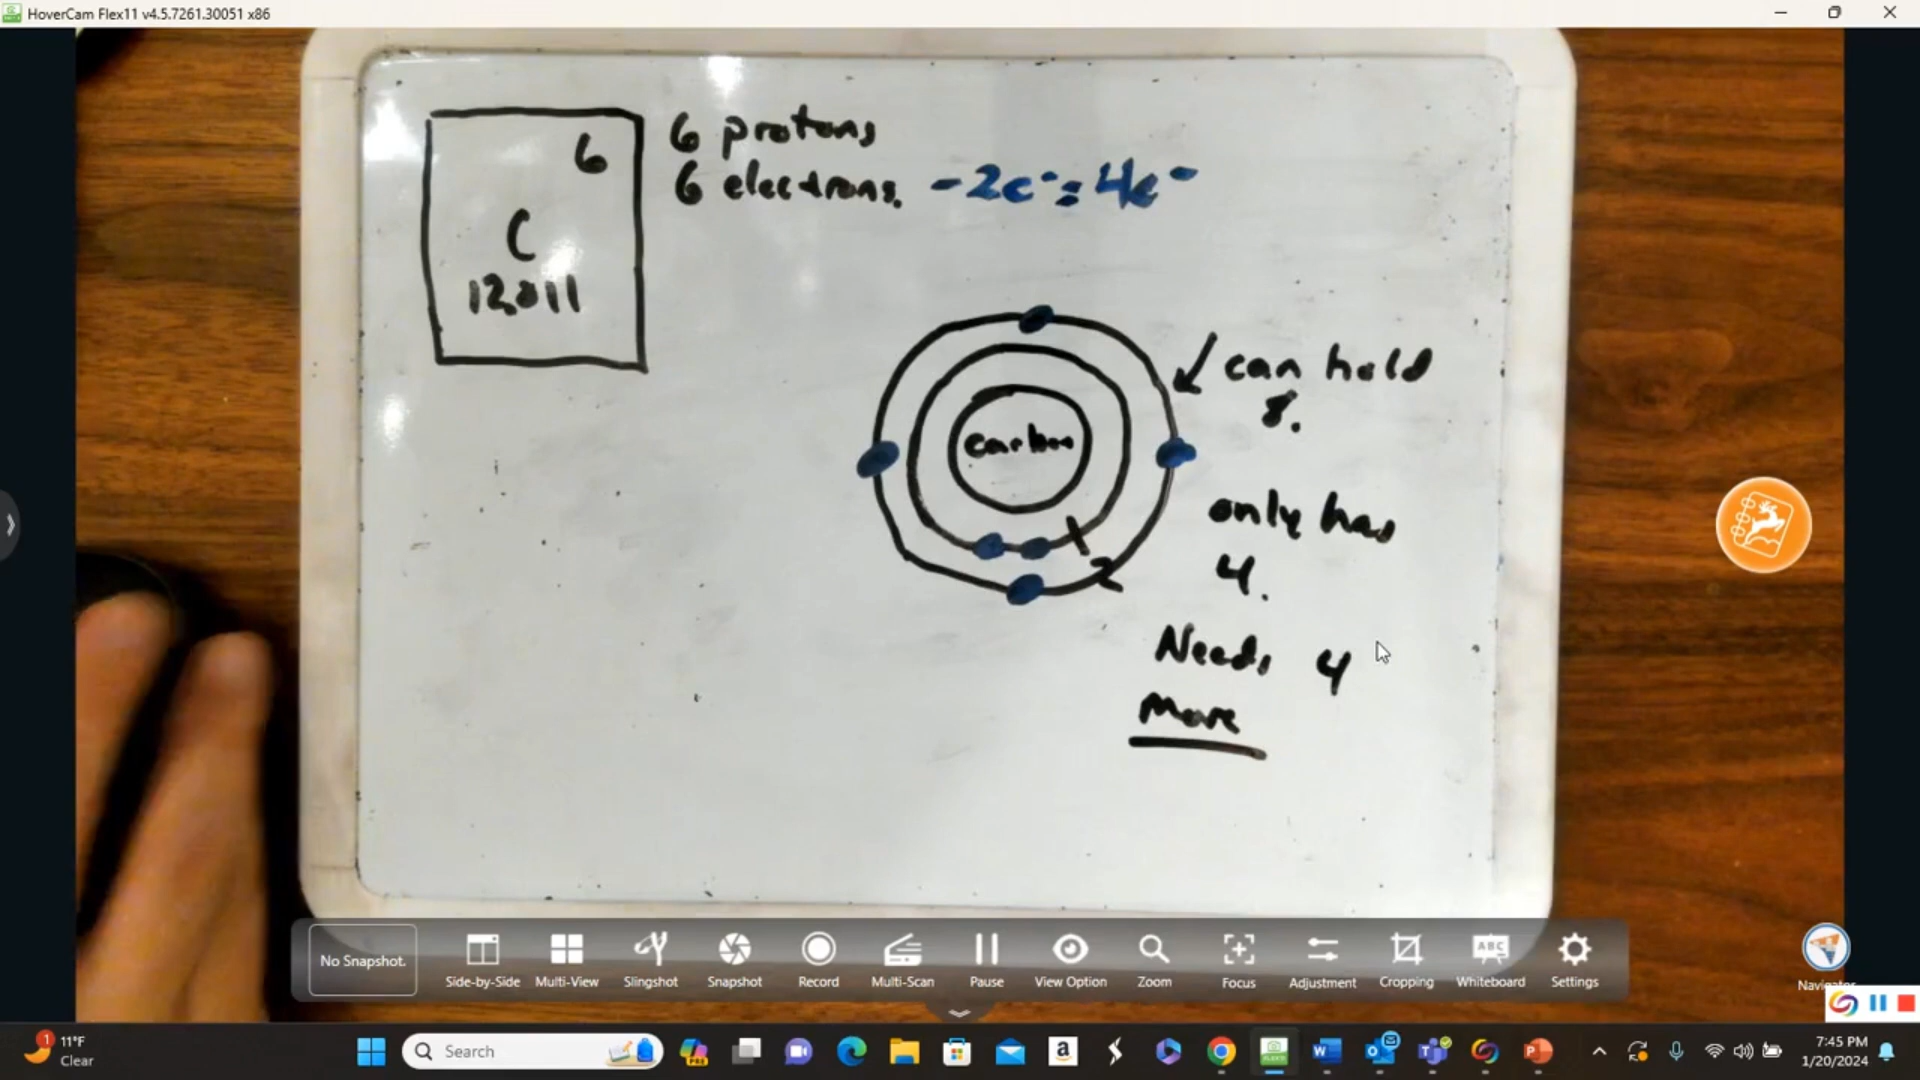 HoverCam Flex11 v4.5.7261.30051 x86
6 protons
6 electrons. -2e⁻ = 4e⁻
6
C
12.011
can hold
8.
carbon
1
2
only has
4.
Needs 4
More
No Snapshot.
Side-by-Side
Multi-View
Slingshot
Snapshot
Record
Multi-Scan
Pause
View Option
Zoom
Focus
Adjustment
Cropping
ABC
Whiteboard
Settings
1
11°F
Clear
Search
7:45 PM
1/20/2024